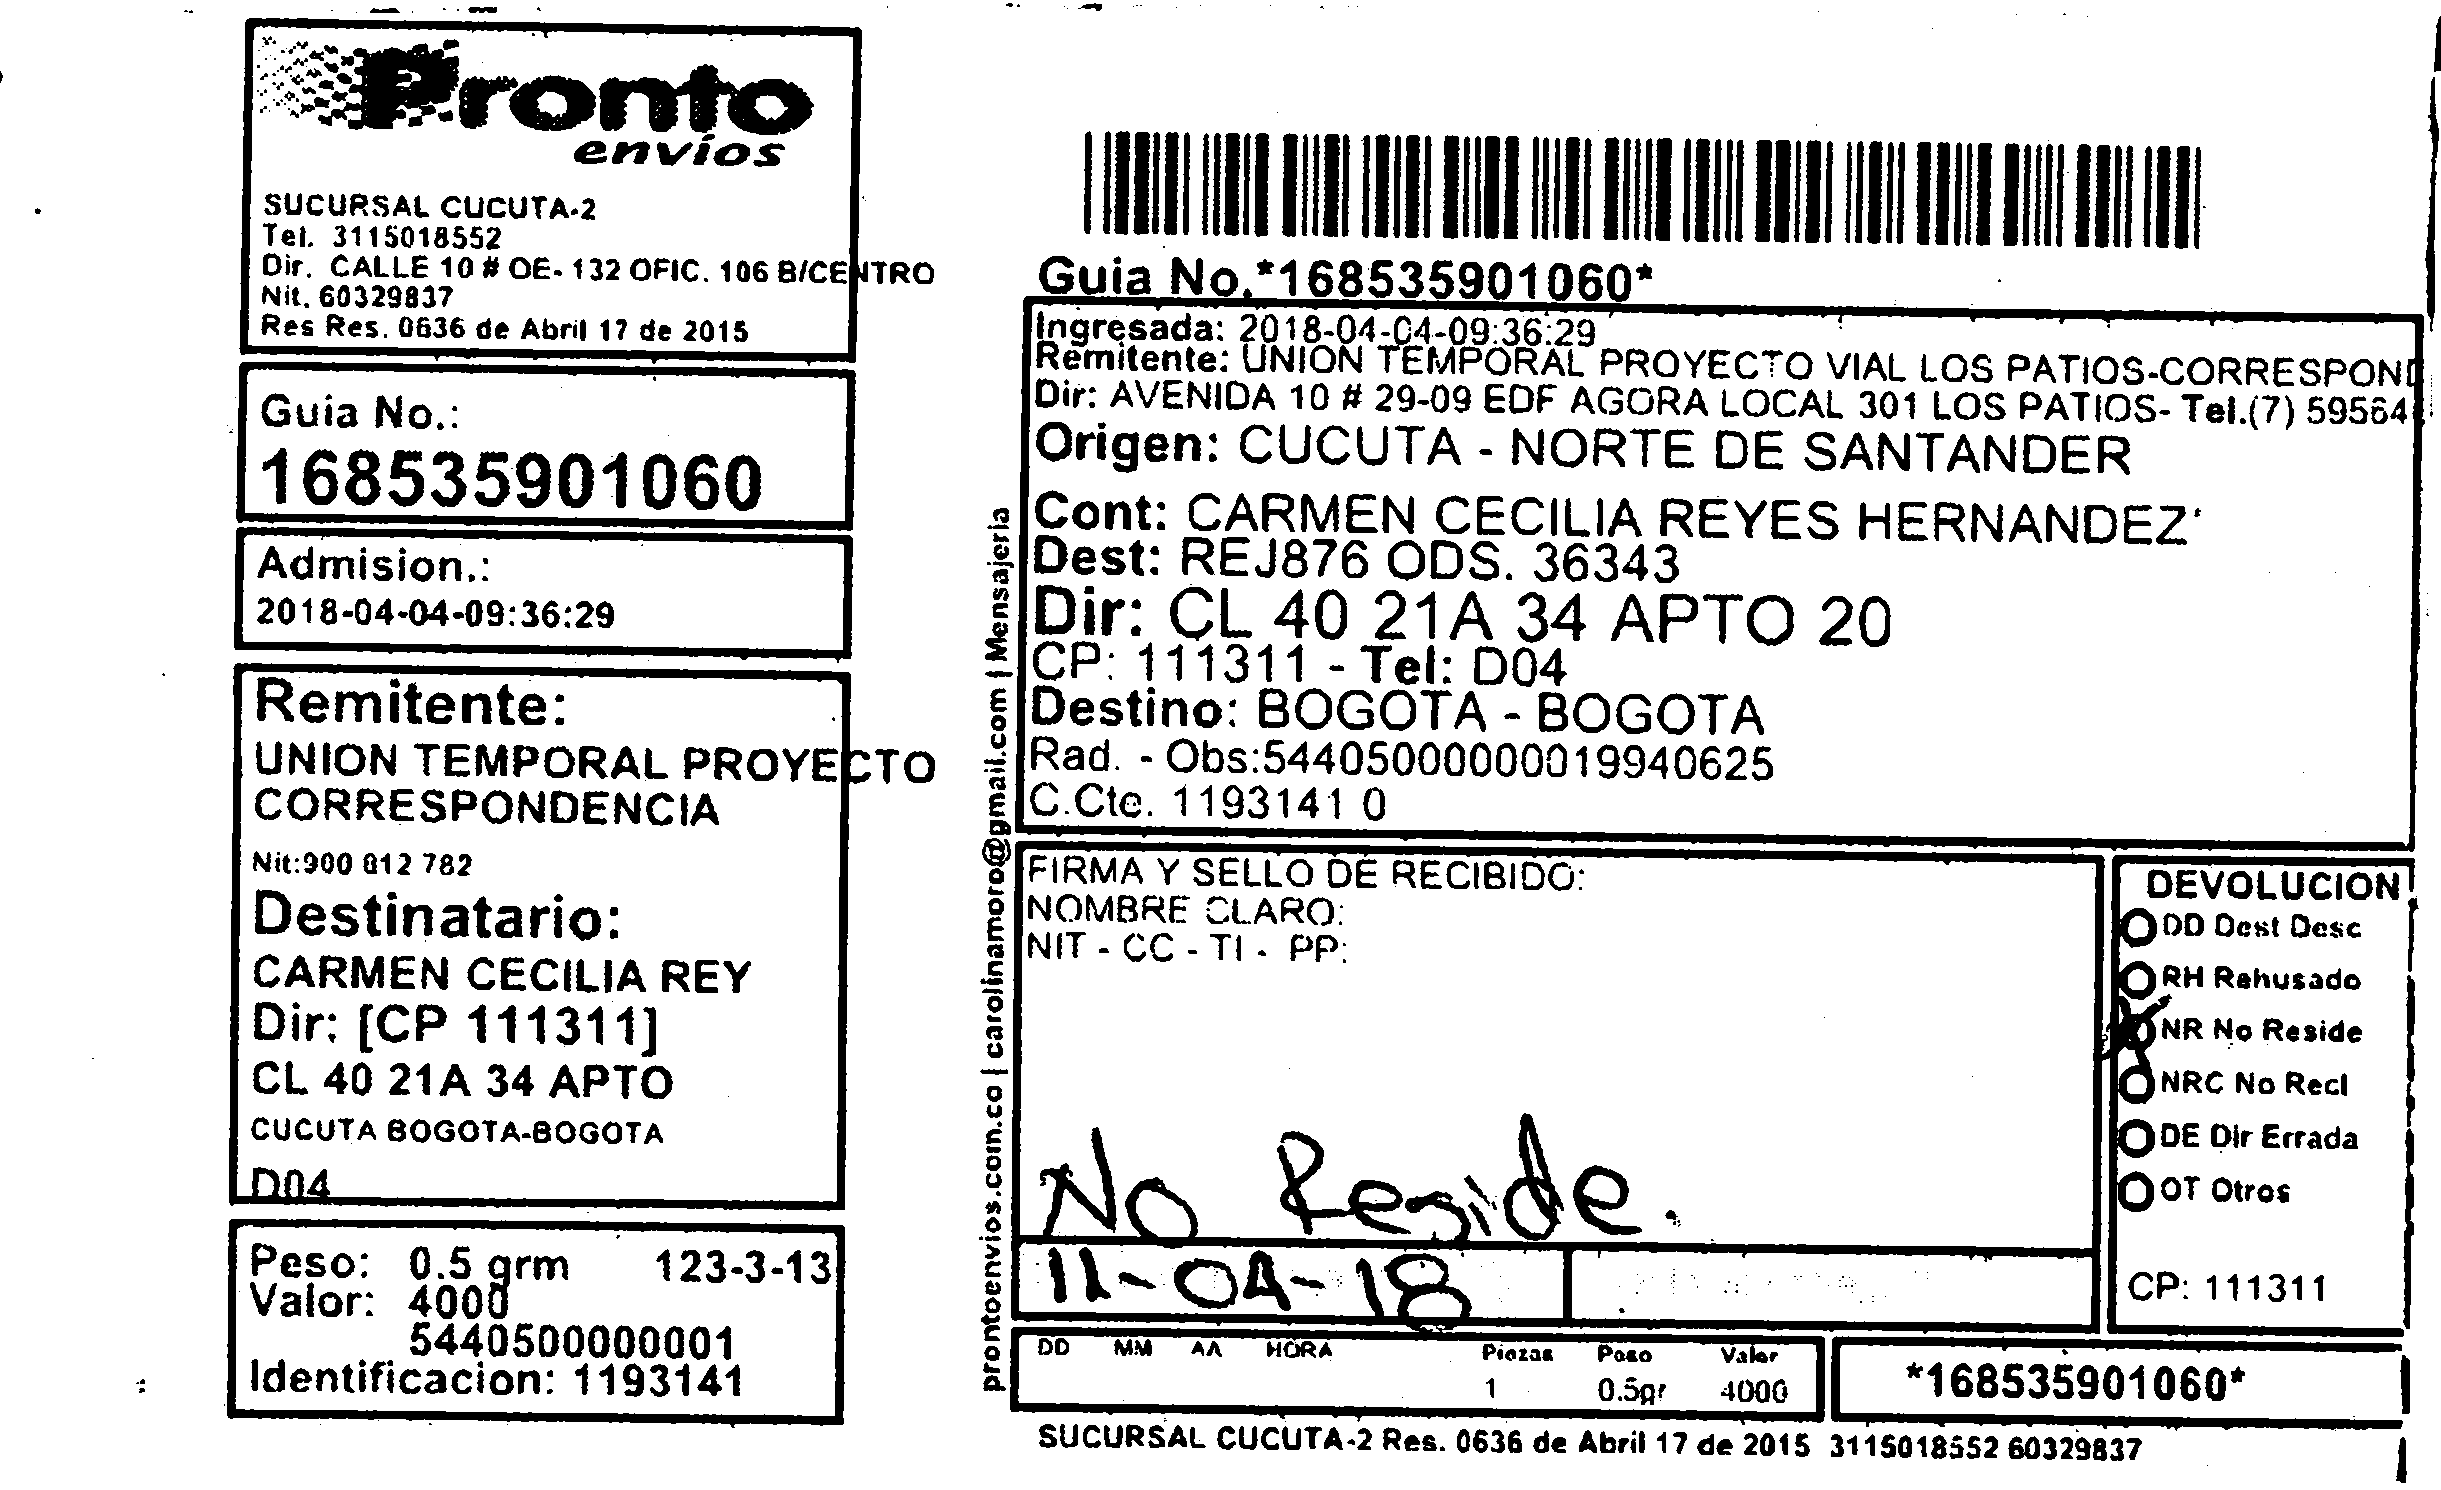 Pronto
envíos
SUCURSAL CUCUTA-2
Tel. 3115018552
Dir. CALLE 10 # OE- 132 OFIC. 106 B/CENTRO
Nit. 60329837
Res Res. 0636 de Abril 17 de 2015
Guia No.:
168535901060
Admision.:
2018-04-04-09:36:29
Remitente:
UNION TEMPORAL PROYECTO
CORRESPONDENCIA
Nit:900 812 782
Destinatario:
CARMEN CECILIA REY
Dir: [CP 111311]
CL 40 21A 34 APTO
CUCUTA BOGOTA-BOGOTA
D04
Peso: 0.5 grm 123-3-13
Valor: 4000
5440500000001
Identificacion: 1193141
prontoenvios.com.co | carolinamoro@gmail.com | Mensajeria
Guia No.*168535901060*
Ingresada: 2018-04-04-09:36:29
Remitente: UNION TEMPORAL PROYECTO VIAL LOS PATIOS-CORRESPOND
Dir: AVENIDA 10 # 29-09 EDF AGORA LOCAL 301 LOS PATIOS- Tel.(7) 59564
Origen: CUCUTA - NORTE DE SANTANDER
Cont: CARMEN CECILIA REYES HERNANDEZ'
Dest: REJ876 ODS. 36343
Dir: CL 40 21A 34 APTO 20
CP: 111311 - Tel: D04
Destino: BOGOTA - BOGOTA
Rad. - Obs:54405000000019940625
C.Cte. 1193141 0
FIRMA Y SELLO DE RECIBIDO:
NOMBRE CLARO:
NIT - CC - TI - PP:
No Reside.
11-04-18
DD MM AA HORA Piezas Peso Valor
1 0.5gr 4000
DEVOLUCION
DD Dest Desc
RH Rehusado
NR No Reside
NRC No Recl
DE Dir Errada
OT Otros
CP: 111311
*168535901060*
SUCURSAL CUCUTA-2 Res. 0636 de Abril 17 de 2015 3115018552 60329837